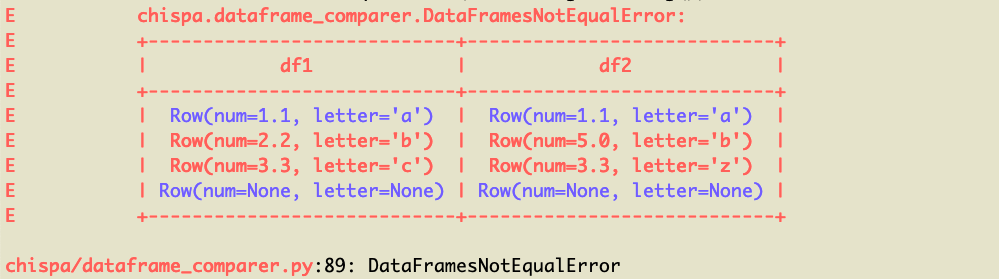 E chispa.dataframe_comparer.DataFramesNotEqualError:
E +-----------------------------+-----------------------------+
E |             df1             |             df2             |
E +-----------------------------+-----------------------------+
E |  Row(num=1.1, letter='a')  |  Row(num=1.1, letter='a')  |
E |  Row(num=2.2, letter='b')  |  Row(num=5.0, letter='b')  |
E |  Row(num=3.3, letter='c')  |  Row(num=3.3, letter='z')  |
E | Row(num=None, letter=None) | Row(num=None, letter=None) |
E +-----------------------------+-----------------------------+
chispa/dataframe_comparer.py:89: DataFramesNotEqualError